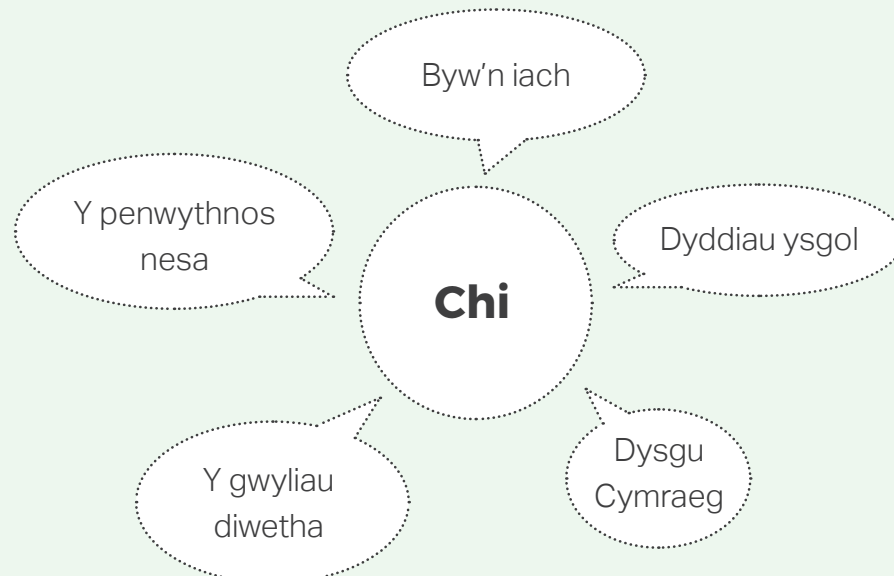 Byw'n iach
Y penwythnos
nesa
Dyddiau ysgol
Chi
Dysgu
Cymraeg
Y gwyliau
diwetha